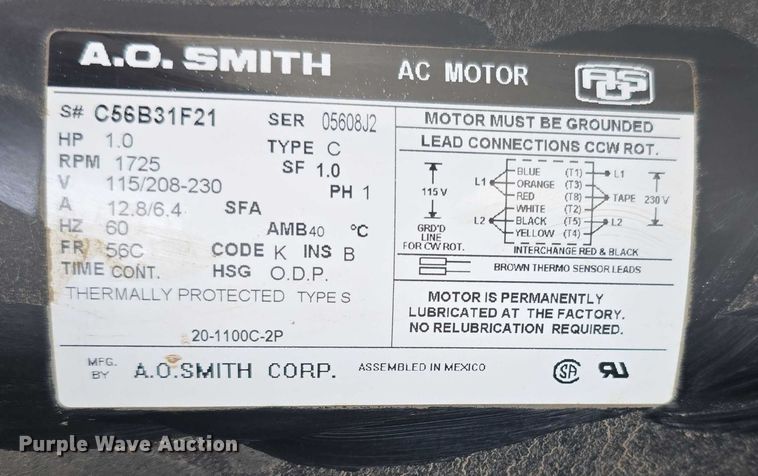 A.O. SMITH AC MOTOR AOS
S# C56B31F21 SER 05608J2
HP 1.0 TYPE C
RPM 1725 SF 1.0
V 115/208-230 PH 1
A 12.8/6.4 SFA
HZ 60 AMB 40 °C
FR 56C CODE K INS B
TIME CONT. HSG O.D.P.
THERMALLY PROTECTED TYPE S
20-1100C-2P
MOTOR MUST BE GROUNDED
LEAD CONNECTIONS CCW ROT.
115 V
GRD'D
LINE
FOR CW ROT.
BLUE (T1) L1
L1 ORANGE (T3)
RED (T8) TAPE 230 V
WHITE (T2)
L2 BLACK (T5) L2
YELLOW (T4)
INTERCHANGE RED & BLACK
BROWN THERMO SENSOR LEADS
MOTOR IS PERMANENTLY
LUBRICATED AT THE FACTORY.
NO RELUBRICATION REQUIRED.
MFG.
BY A.O.SMITH CORP. ASSEMBLED IN MEXICO SA RU
Purple Wave Auction